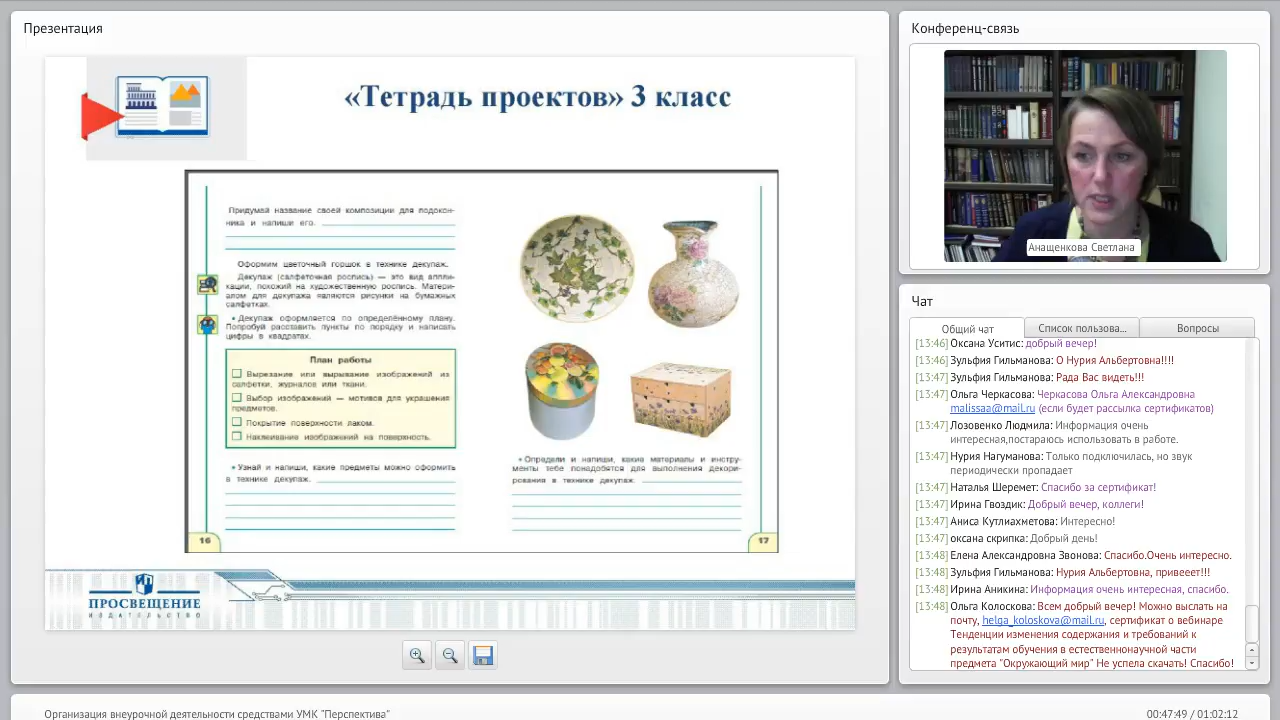 Презентация
«Тетрадь проектов» 3 класс
Придумай название своей композиции для подокон-
ника и напиши его.
Оформим цветочный горшок в технике декупаж.
Декупаж (салфеточная роспись) — это вид аппли-
кации, похожий на художественную роспись. Матери-
алом для декупажа являются рисунки на бумажных
салфетках.
• Декупаж оформляется по определённому плану.
Попробуй расставить пункты по порядку и написать
цифры в квадратах.
План работы
Вырезание или вырывание изображений из
салфетки, журналов или ткани.
Выбор изображений — мотивов для украшения
предметов.
Покрытие поверхности лаком.
Наклеивание изображений на поверхность.
• Узнай и напиши, какие предметы можно оформить
в технике декупаж.
16
• Определи и напиши, какие материалы и инстру-
менты тебе понадобятся для выполнения декори-
рования в технике декупаж.
17
ПРОСВЕЩЕНИЕ
ИЗДАТЕЛЬСТВО
Конференц-связь
Анащенкова Светлана
Чат
Общий чат
Список пользова...
Вопросы
[13:46] Оксана Уситис: добрый вечер!
[13:46] Зульфия Гильманова: О Нурия Альбертовна!!!!
[13:47] Зульфия Гильманова: Рада Вас видеть!!!
[13:47] Ольга Черкасова: Черкасова Ольга Александровна
malissaa@mail.ru (если будет рассылка сертификатов)
[13:47] Лозовенко Людмила: Информация очень
интересная,постараюсь использовать в работе.
[13:47] Нурия Нагуманова: Только подключилась, но звук
периодически пропадает
[13:47] Наталья Шеремет: Спасибо за сертификат!
[13:47] Ирина Гвоздик: Добрый вечер, коллеги!
[13:47] Аниса Кутлиахметова: Интересно!
[13:47] оксана скрипка: Добрый день!
[13:48] Елена Александровна Звонова: Спасибо.Очень интересно.
[13:48] Зульфия Гильманова: Нурия Альбертовна, привееет!!!
[13:48] Ирина Аникина: Информация очень интересная, спасибо.
[13:48] Ольга Колоскова: Всем добрый вечер! Можно выслать на
почту, helga_koloskova@mail.ru, сертификат о вебинаре
Тенденции изменения содержания и требований к
результатам обучения в естественнонаучной части
предмета "Окружающий мир" Не успела скачать! Спасибо!
Организация внеурочной деятельности средствами УМК "Перспектива"
00:47:49 / 01:02:12